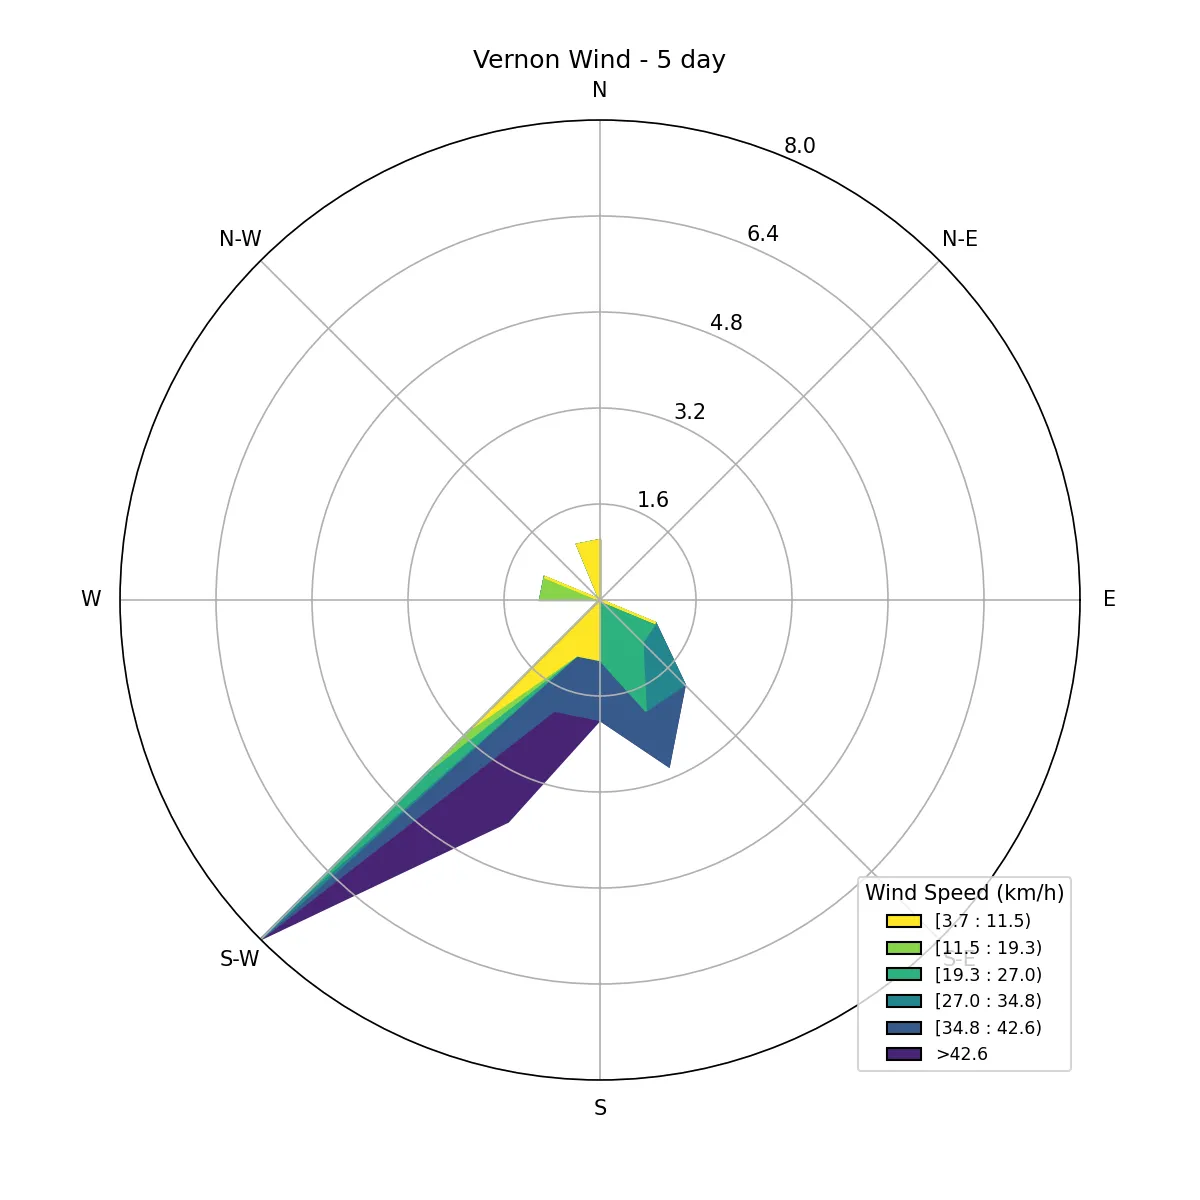 Vernon Wind - 5 day
N
8.0
N-W
6.4
N-E
4.8
3.2
1.6
W
E
S-W
S-E
S
Wind Speed (km/h)
[3.7 : 11.5)
[11.5 : 19.3)
[19.3 : 27.0)
[27.0 : 34.8)
[34.8 : 42.6)
>42.6